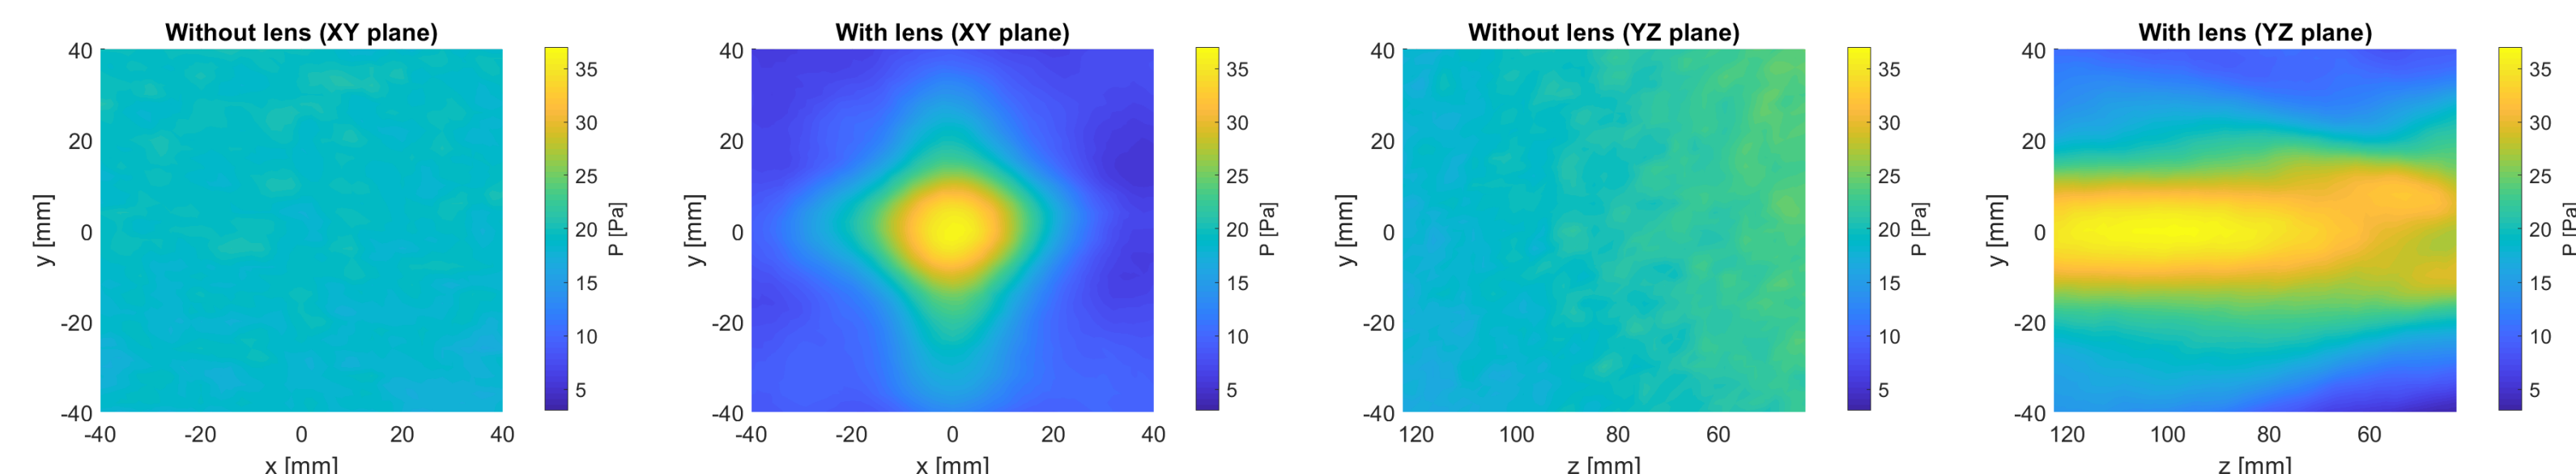 Without lens (XY plane)
40
20
0
-20
-40
y [mm]
-40 -20 0 20 40
x [mm]
35
30
25
20
15
10
5
P [Pa]
With lens (XY plane)
40
20
0
-20
-40
y [mm]
-40 -20 0 20 40
x [mm]
35
30
25
20
15
10
5
P [Pa]
Without lens (YZ plane)
40
20
0
-20
-40
y [mm]
120 100 80 60
z [mm]
35
30
25
20
15
10
5
P [Pa]
With lens (YZ plane)
40
20
0
-20
-40
y [mm]
120 100 80 60
z [mm]
35
30
25
20
15
10
5
P [Pa]